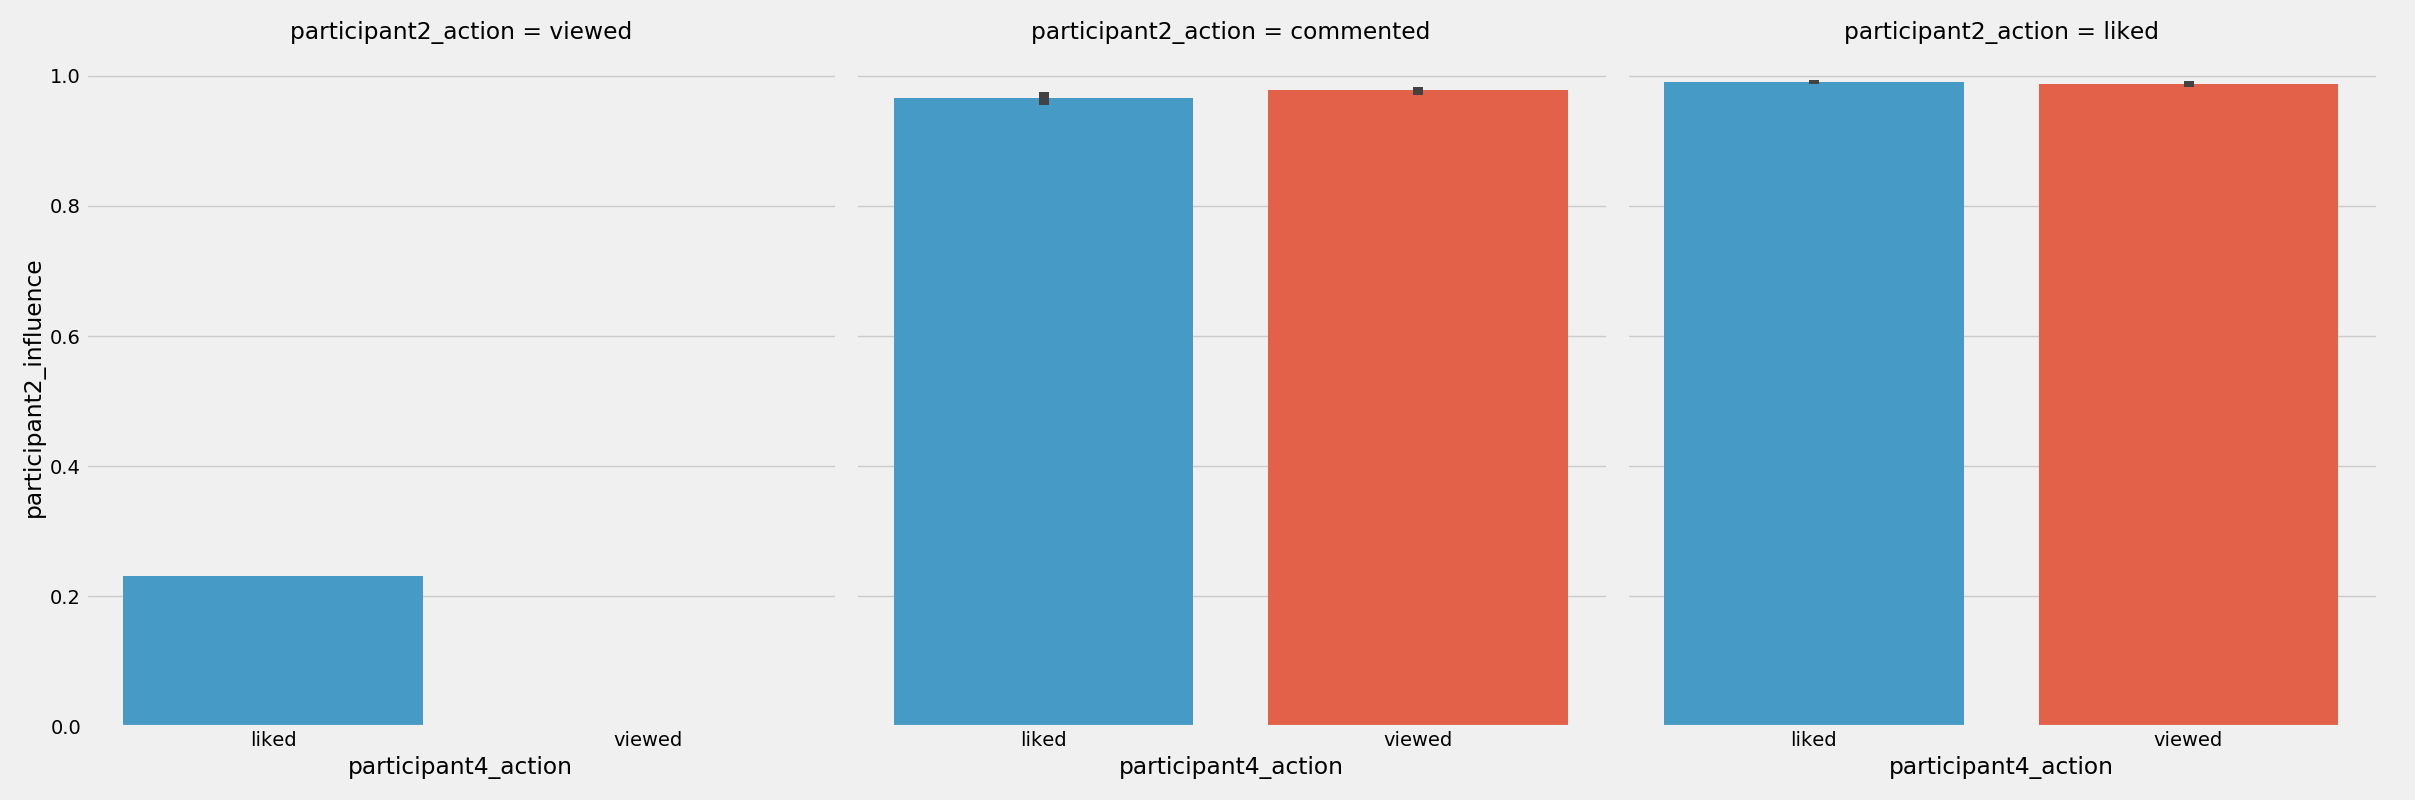 participant2_action = viewed
participant2_action = commented
participant2_action = liked
participant2_influence
1.0
0.8
0.6
0.4
0.2
0.0
liked
viewed
liked
viewed
liked
viewed
participant4_action
participant4_action
participant4_action